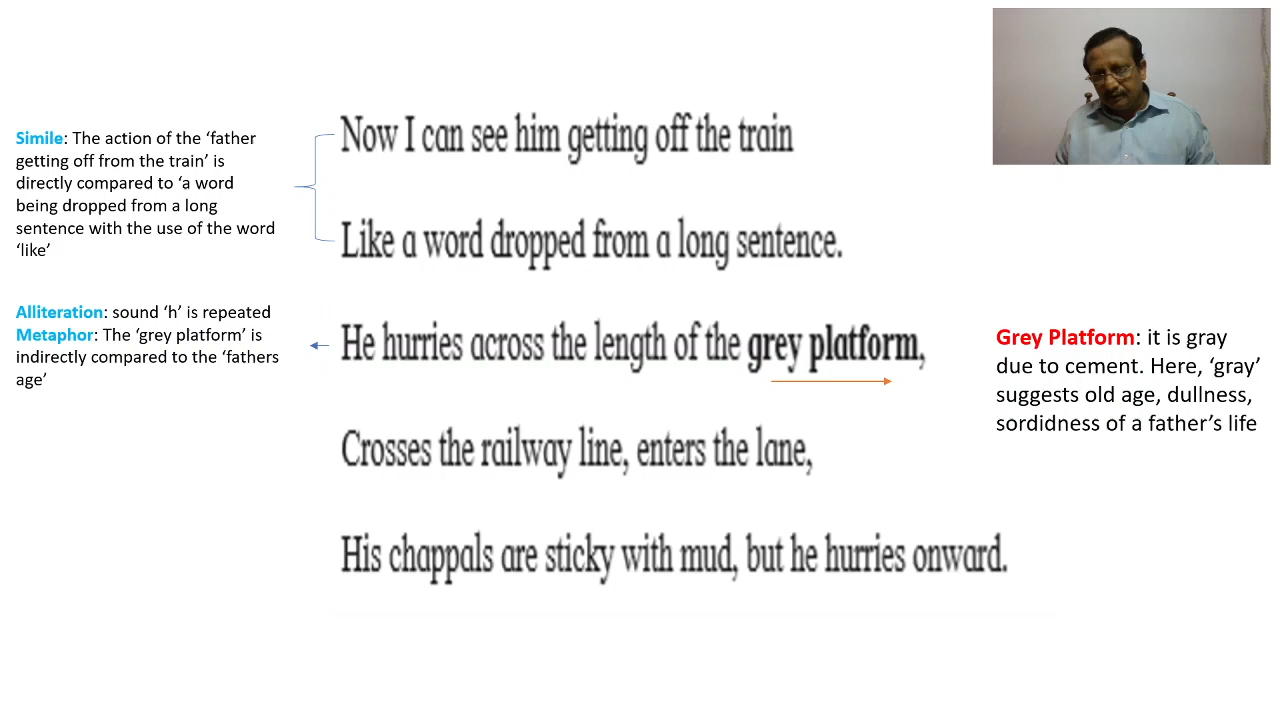 Simile: The action of the ‘father
getting off from the train’ is
directly compared to ‘a word
being dropped from a long
sentence with the use of the word
‘like’
Alliteration: sound ‘h’ is repeated
Metaphor: The ‘grey platform’ is
indirectly compared to the ‘fathers
age’
Now I can see him getting off the train
Like a word dropped from a long sentence.
He hurries across the length of the grey platform,
Crosses the railway line, enters the lane,
His chappals are sticky with mud, but he hurries onward.
Grey Platform: it is gray
due to cement. Here, ‘gray’
suggests old age, dullness,
sordidness of a father’s life